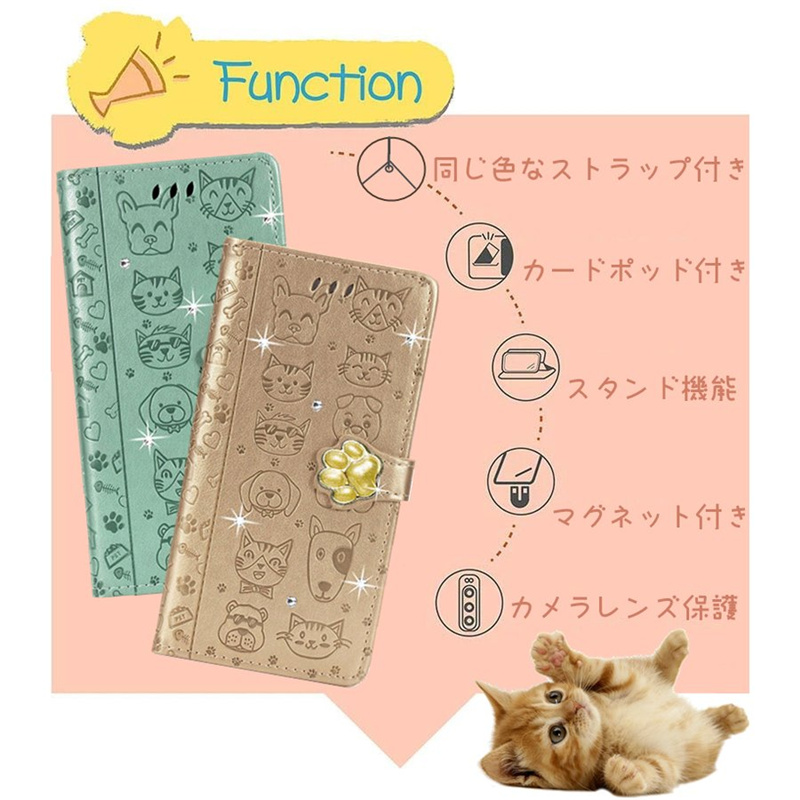 Function
同じ色なストラップ付き
カードポッド付き
スタンド機能
マグネット付き
カメラレンズ保護